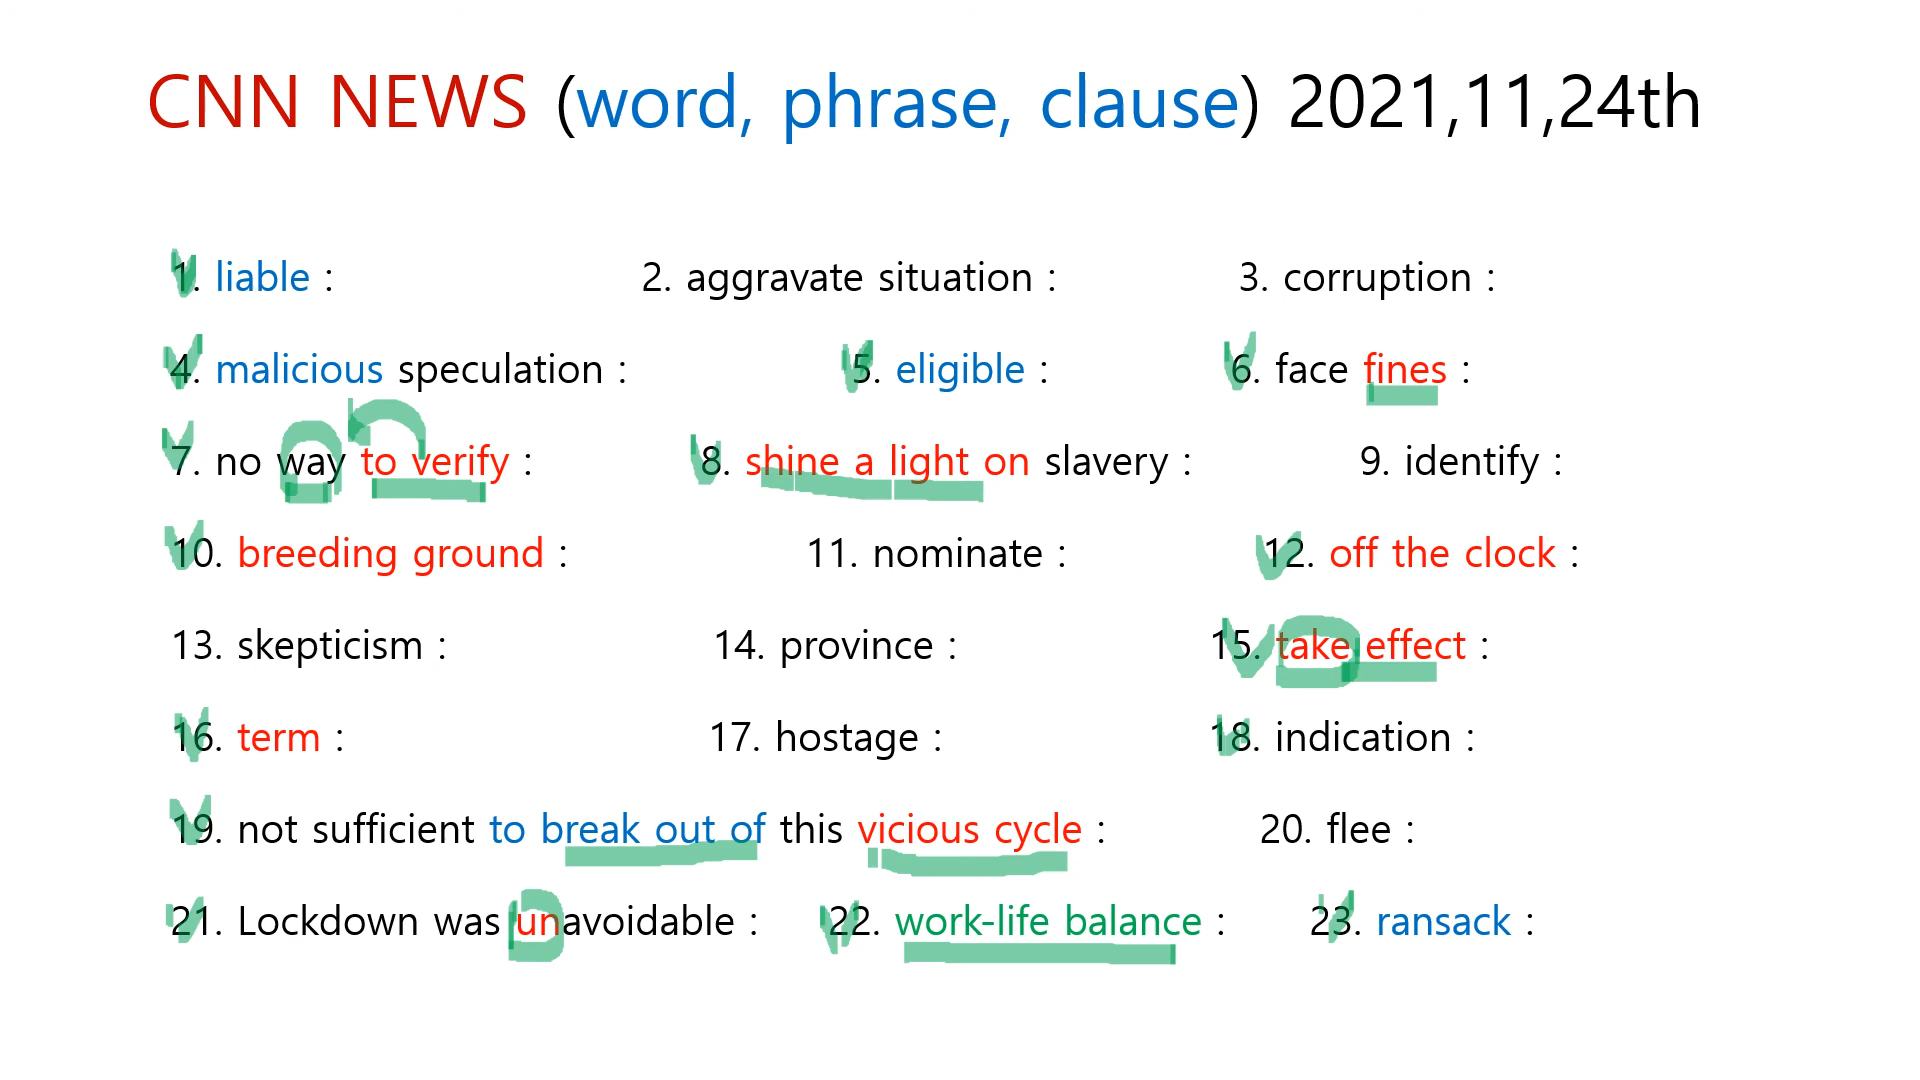 CNN NEWS (word, phrase, clause) 2021,11,24th
1. liable : 2. aggravate situation : 3. corruption :
4. malicious speculation : 5. eligible : 6. face fines :
7. no way to verify : 8. shine a light on slavery : 9. identify :
10. breeding ground : 11. nominate : 12. off the clock :
13. skepticism : 14. province : 15. take effect :
16. term : 17. hostage : 18. indication :
19. not sufficient to break out of this vicious cycle : 20. flee :
21. Lockdown was unavoidable : 22. work-life balance : 23. ransack :